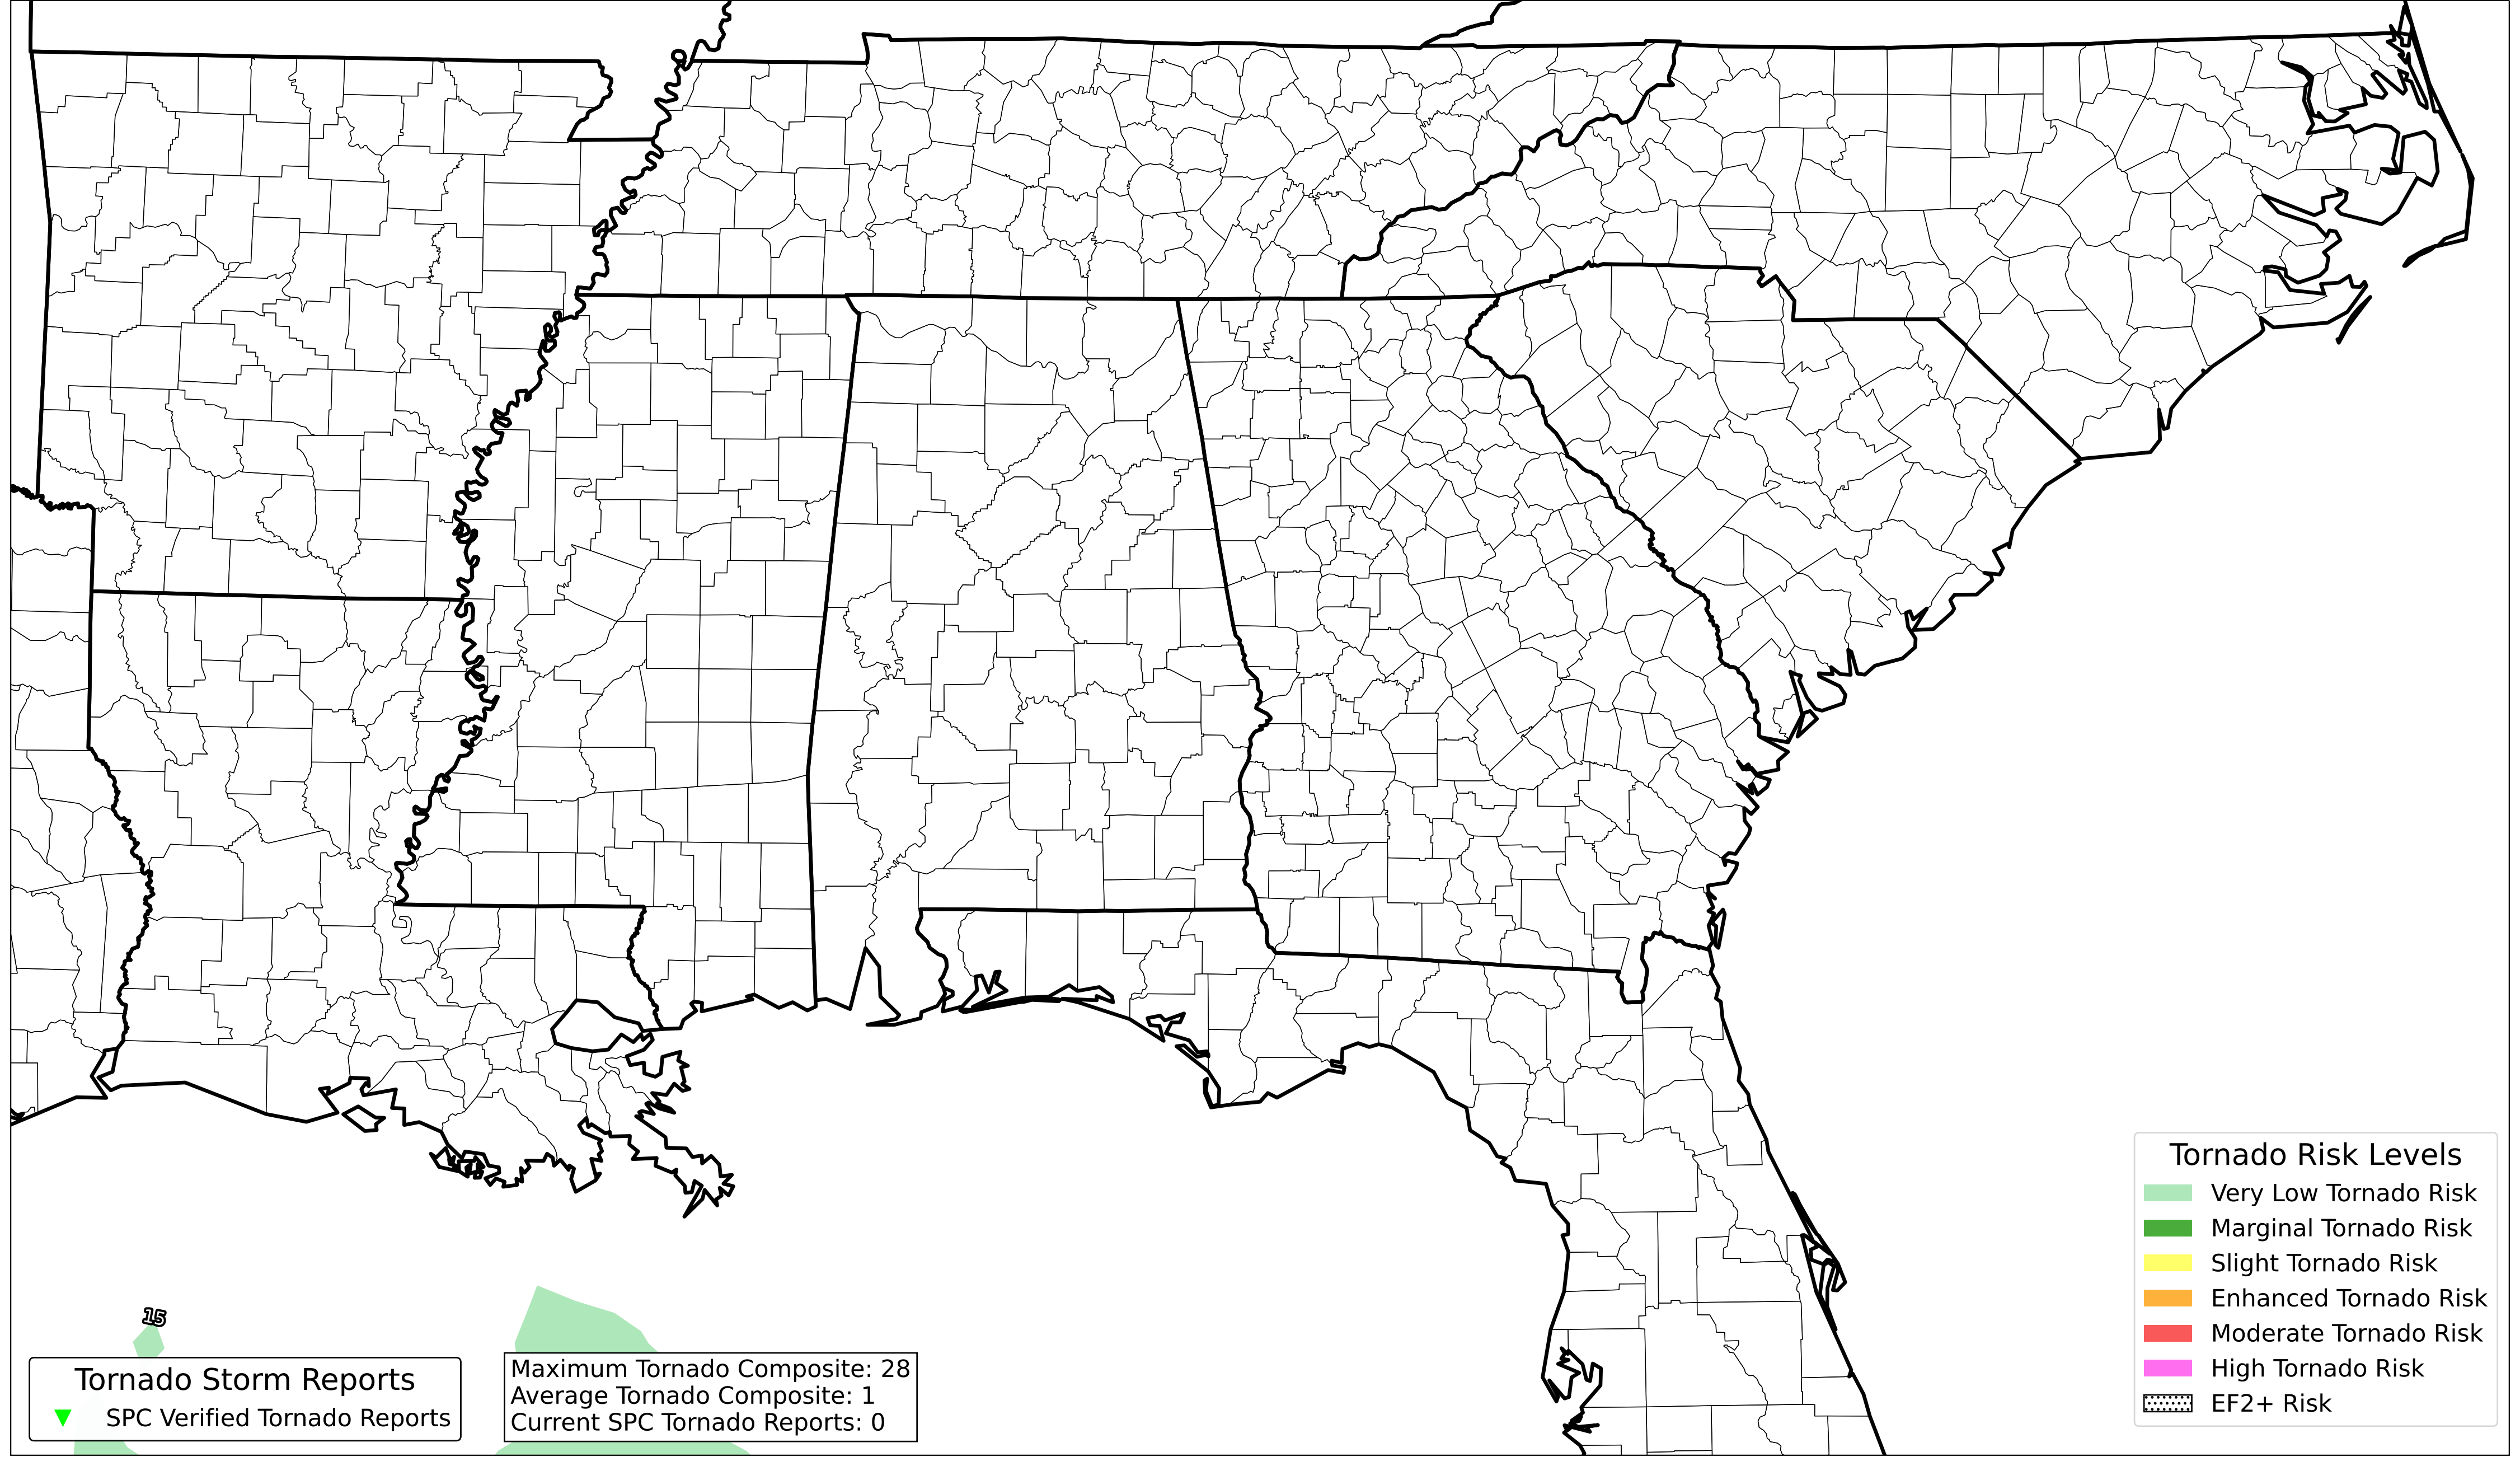 15
Tornado Storm Reports
SPC Verified Tornado Reports
Maximum Tornado Composite: 28
Average Tornado Composite: 1
Current SPC Tornado Reports: 0
Tornado Risk Levels
Very Low Tornado Risk
Marginal Tornado Risk
Slight Tornado Risk
Enhanced Tornado Risk
Moderate Tornado Risk
High Tornado Risk
EF2+ Risk